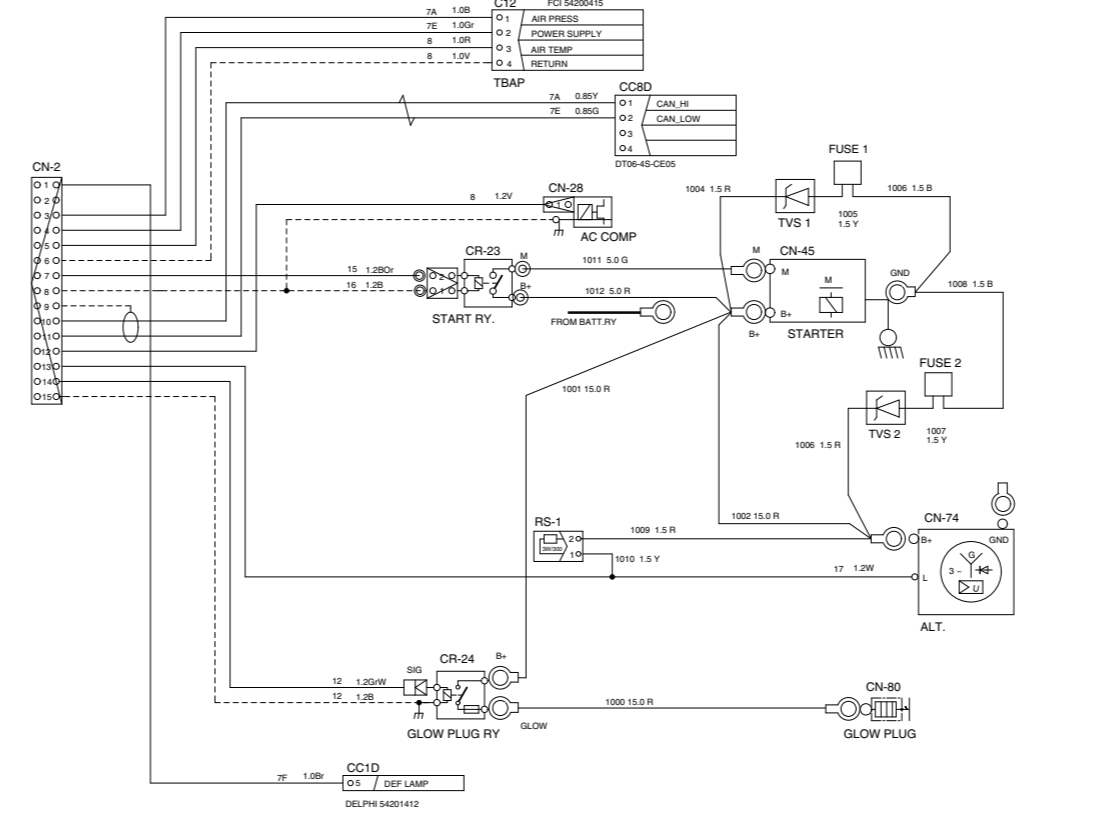 C12 FCI 54200415
7A 1.0B 1 AIR PRESS
7E 1.0Gr 2 POWER SUPPLY
8 1.0R 3 AIR TEMP
8 1.0V 4 RETURN
TBAP
CC8D
7A 0.85Y 1 CAN_HI
7E 0.85G 2 CAN_LOW
3
4
DT06-4S-CE05
CN-2
1
2
3
4
5
6
7
8
9
10
11
12
13
14
15
CN-28
8 1.2V 1
AC COMP
FUSE 1
1004 1.5 R
1006 1.5 B
TVS 1
1005
1.5 Y
CR-23
15 1.2BOr 2
16 1.2B 1
M
B+
START RY.
1011 5.0 G
1012 5.0 R
FROM BATT.RY
M
CN-45
M
M
B+
B+
STARTER
GND
1008 1.5 B
FUSE 2
TVS 2
1007
1.5 Y
1006 1.5 R
1001 15.0 R
1002 15.0 R
RS-1
2
1
3W/300
1009 1.5 R
1010 1.5 Y
17 1.2W
CN-74
B+
GND
L
G
3 ~
U
ALT.
CR-24
B+
SIG
12 1.2GrW
12 1.2B
GLOW
GLOW PLUG RY
1000 15.0 R
CN-80
GLOW PLUG
CC1D
7F 1.0Br 5 DEF LAMP
DELPHI 54201412